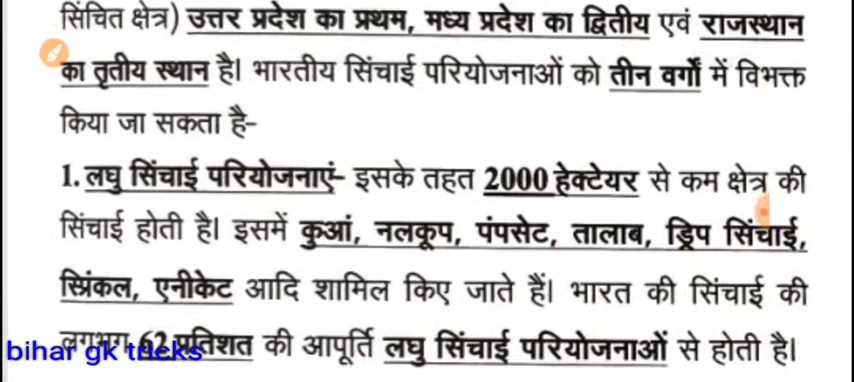 सिंचित क्षेत्र) उत्तर प्रदेश का प्रथम, मध्य प्रदेश का द्वितीय एवं राजस्थान
का तृतीय स्थान है। भारतीय सिंचाई परियोजनाओं को तीन वर्गों में विभक्त
किया जा सकता है-
1. लघु सिंचाई परियोजनाएं- इसके तहत 2000 हेक्टेयर से कम क्षेत्र की
सिंचाई होती है। इसमें कुआं, नलकूप, पंपसेट, तालाब, ड्रिप सिंचाई,
स्प्रिंकल, एनीकेट आदि शामिल किए जाते हैं। भारत की सिंचाई की
लगभग 62 प्रतिशत की आपूर्ति लघु सिंचाई परियोजनाओं से होती है।
bihar gk tricks